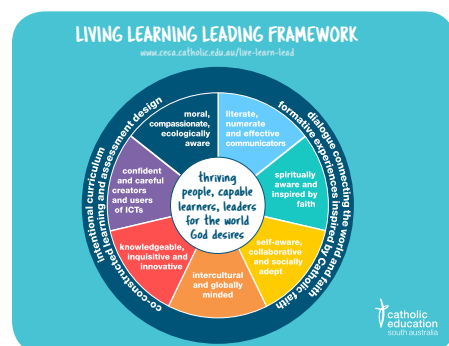 LIVING LEARNING LEADING FRAMEWORK
www.cesa.catholic.edu.au/live-learn-lead
intentional curriculum
co-constructed learning and assessment design
dialogue connecting the world and faith
formative experiences inspired by Catholic faith
moral,
compassionate,
ecologically
aware
literate,
numerate
and effective
communicators
spiritually
aware and
inspired by
faith
self-aware,
collaborative
and socially
adept
intercultural
and globally
minded
knowledgeable,
inquisitive and
innovative
confident
and careful
creators
and users
of ICTs
thriving
people, capable
learners, leaders
for the world
God desires
catholic
education
south australia